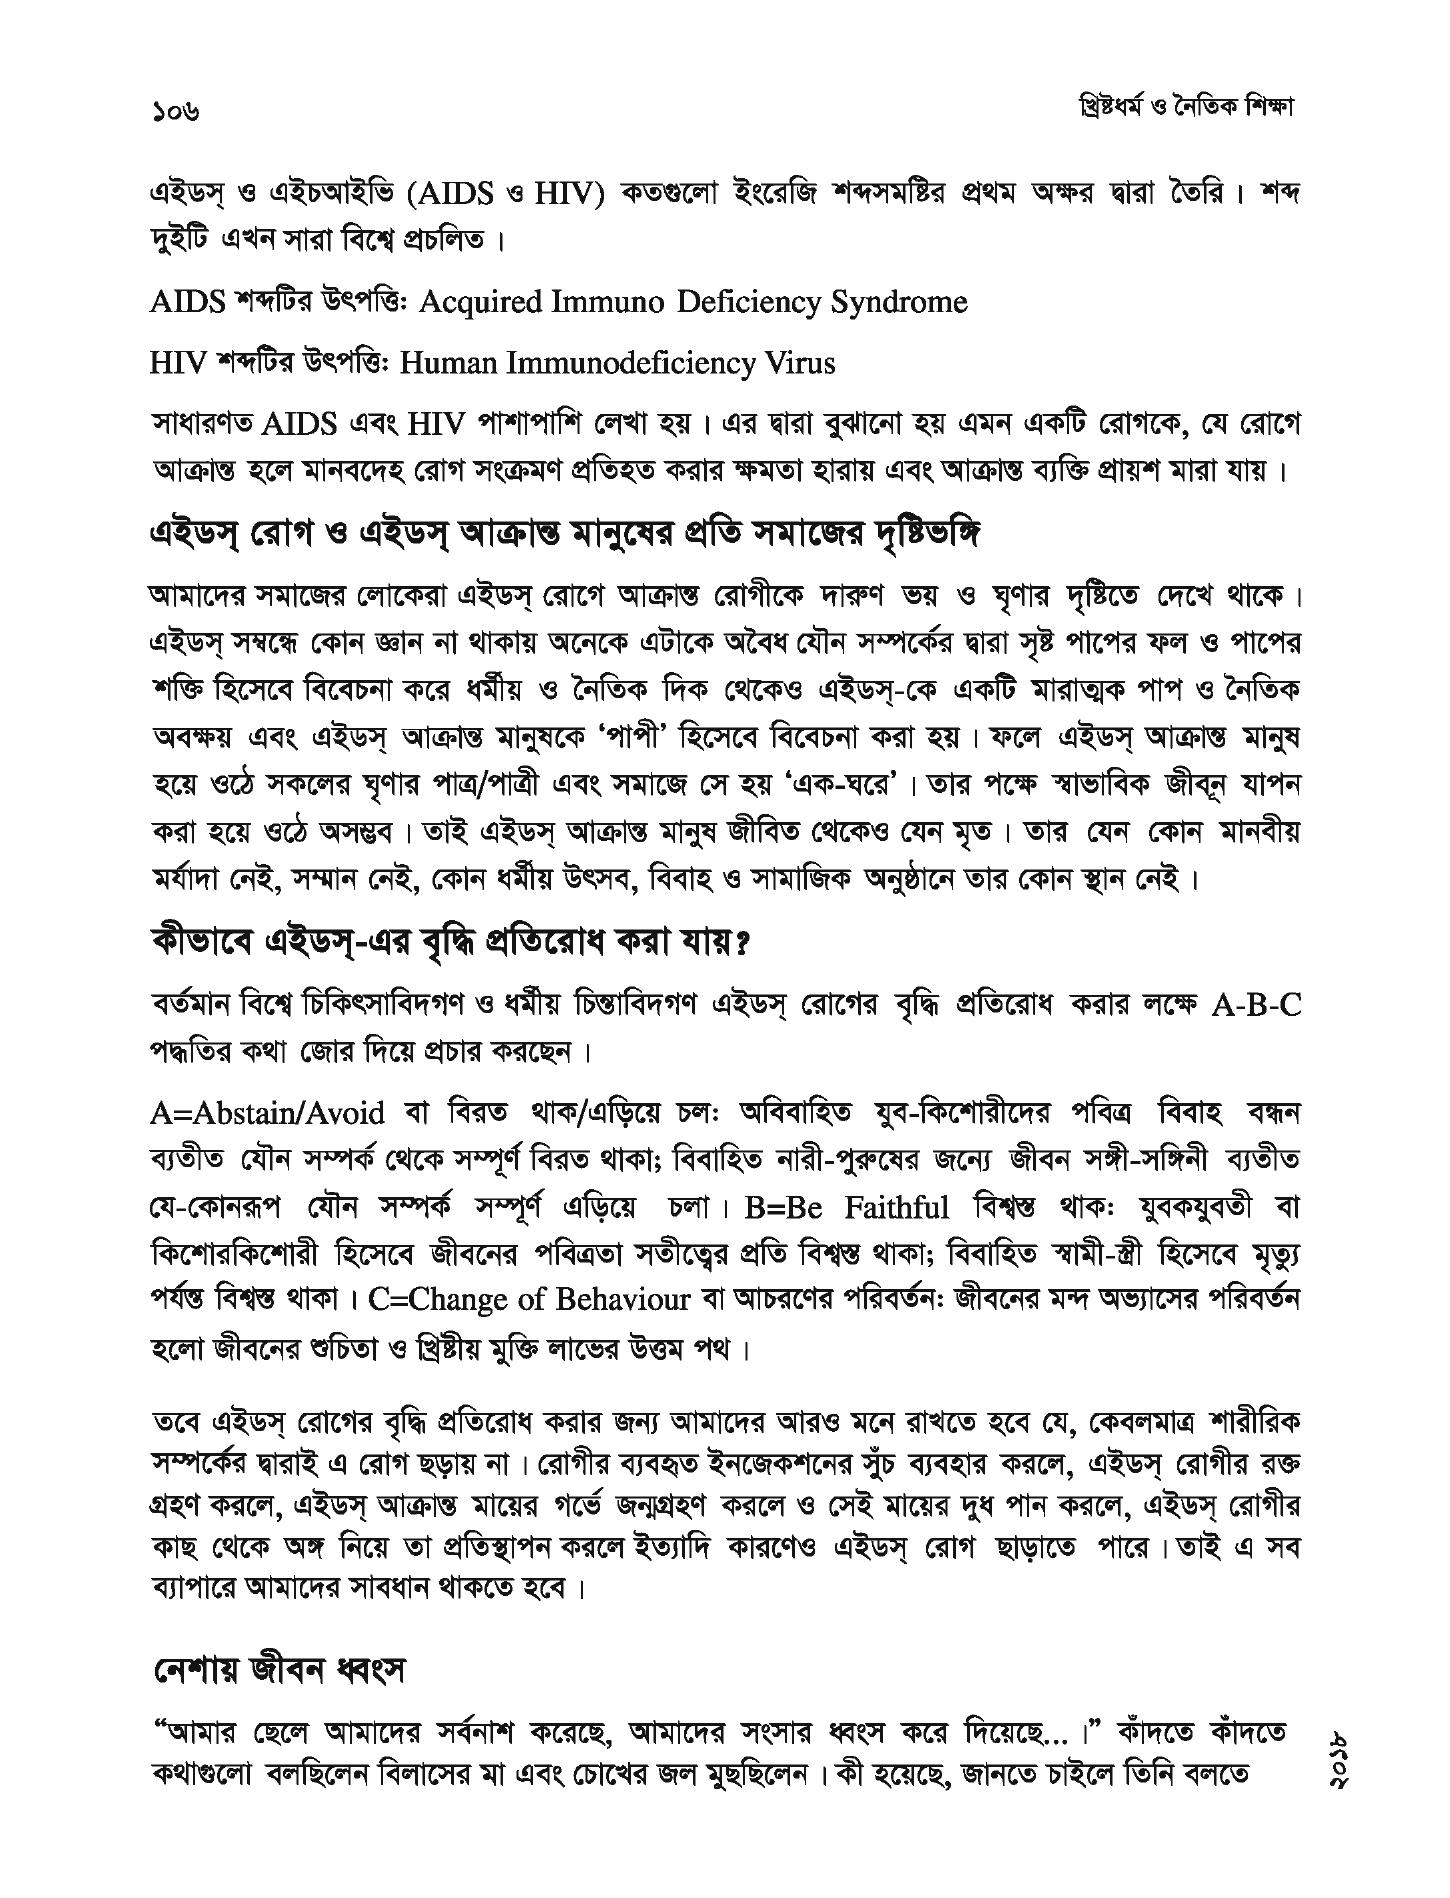 ১০৬
খ্রিষ্টধর্ম ও নৈতিক শিক্ষা
এইডস্ ও এইচআইভি (AIDS ও HIV) কতগুলো ইংরেজি শব্দসমষ্টির প্রথম অক্ষর দ্বারা তৈরি। শব্দ
দুইটি এখন সারা বিশ্বে প্রচলিত।
AIDS শব্দটির উৎপত্তিঃ Acquired Immuno Deficiency Syndrome
HIV শব্দটির উৎপত্তিঃ Human Immunodeficiency Virus
সাধারণত AIDS এবং HIV পাশাপাশি লেখা হয়। এর দ্বারা বুঝানো হয় এমন একটি রোগকে, যে রোগে
আক্রান্ত হলে মানবদেহ রোগ সংক্রমণ প্রতিহত করার ক্ষমতা হারায় এবং আক্রান্ত ব্যক্তি প্রায়শ মারা যায়।
এইডস্ রোগ ও এইডস্ আক্রান্ত মানুষের প্রতি সমাজের দৃষ্টিভঙ্গি
আমাদের সমাজের লোকেরা এইডস্ রোগে আক্রান্ত রোগীকে দারুণ ভয় ও ঘৃণার দৃষ্টিতে দেখে থাকে।
এইডস্ সম্বন্ধে কোন জ্ঞান না থাকায় অনেকে এটাকে অবৈধ যৌন সম্পর্কের দ্বারা সৃষ্ট পাপের ফল ও পাপের
শক্তি হিসেবে বিবেচনা করে ধর্মীয় ও নৈতিক দিক থেকেও এইডস্-কে একটি মারাত্মক পাপ ও নৈতিক
অবক্ষয় এবং এইডস্ আক্রান্ত মানুষকে ‘পাপী’ হিসেবে বিবেচনা করা হয়। ফলে এইডস্ আক্রান্ত মানুষ
হয়ে ওঠে সকলের ঘৃণার পাত্র/পাত্রী এবং সমাজে সে হয় ‘এক-ঘরে’। তার পক্ষে স্বাভাবিক জীবনূ যাপন
করা হয়ে ওঠে অসম্ভব। তাই এইডস্ আক্রান্ত মানুষ জীবিত থেকেও যেন মৃত। তার যেন কোন মানবীয়
মর্যাদা নেই, সম্মান নেই, কোন ধর্মীয় উৎসব, বিবাহ ও সামাজিক অনুষ্ঠানে তার কোন স্থান নেই।
কীভাবে এইডস্-এর বৃদ্ধি প্রতিরোধ করা যায়?
বর্তমান বিশ্বে চিকিৎসাবিদগণ ও ধর্মীয় চিন্তাবিদগণ এইডস্ রোগের বৃদ্ধি প্রতিরোধ করার লক্ষে A-B-C
পদ্ধতির কথা জোর দিয়ে প্রচার করছেন।
A=Abstain/Avoid বা বিরত থাক/এড়িয়ে চলঃ অবিবাহিত যুব-কিশোরীদের পবিত্র বিবাহ বন্ধন
ব্যতীত যৌন সম্পর্ক থেকে সম্পূর্ণ বিরত থাকা; বিবাহিত নারী-পুরুষের জন্যে জীবন সঙ্গী-সঙ্গিনী ব্যতীত
যে-কোনরূপ যৌন সম্পর্ক সম্পূর্ণ এড়িয়ে চলা। B=Be Faithful বিশ্বস্ত থাকঃ যুবকযুবতী বা
কিশোরকিশোরী হিসেবে জীবনের পবিত্রতা সতীত্বের প্রতি বিশ্বস্ত থাকা; বিবাহিত স্বামী-স্ত্রী হিসেবে মৃত্যু
পর্যন্ত বিশ্বস্ত থাকা। C=Change of Behaviour বা আচরণের পরিবর্তনঃ জীবনের মন্দ অভ্যাসের পরিবর্তন
হলো জীবনের শুচিতা ও খ্রিষ্টীয় মুক্তি লাভের উত্তম পথ।
তবে এইডস্ রোগের বৃদ্ধি প্রতিরোধ করার জন্য আমাদের আরও মনে রাখতে হবে যে, কেবলমাত্র শারীরিক
সম্পর্কের দ্বারাই এ রোগ ছড়ায় না। রোগীর ব্যবহৃত ইনজেকশনের সুঁচ ব্যবহার করলে, এইডস্ রোগীর রক্ত
গ্রহণ করলে, এইডস্ আক্রান্ত মায়ের গর্ভে জন্মগ্রহণ করলে ও সেই মায়ের দুধ পান করলে, এইডস্ রোগীর
কাছ থেকে অঙ্গ নিয়ে তা প্রতিস্থাপন করলে ইত্যাদি কারণেও এইডস্ রোগ ছাড়াতে পারে। তাই এ সব
ব্যাপারে আমাদের সাবধান থাকতে হবে।
নেশায় জীবন ধ্বংস
“আমার ছেলে আমাদের সর্বনাশ করেছে, আমাদের সংসার ধ্বংস করে দিয়েছে...।” কাঁদতে কাঁদতে
কথাগুলো বলছিলেন বিলাসের মা এবং চোখের জল মুছছিলেন। কী হয়েছে, জানতে চাইলে তিনি বলতে
২০১৮